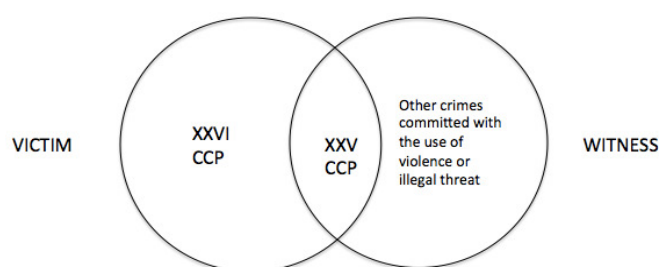 VICTIM
XXVI
CCP
XXV
CCP
Other crimes
committed with
the use of
violence or
illegal threat
WITNESS